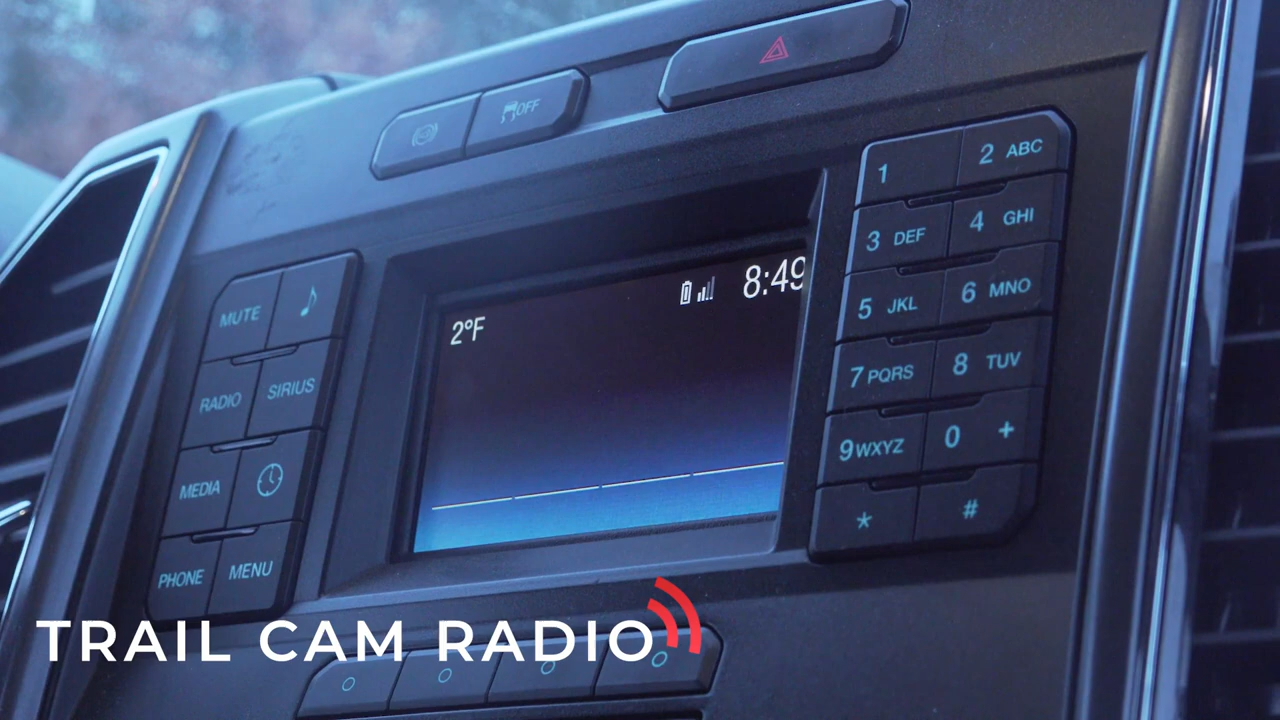 OFF
1
2 ABC
3 DEF
4 GHI
5 JKL
6 MNO
7 PQRS
8 TUV
9 WXYZ
0 +
*
#
MUTE
RADIO
SIRIUS
MEDIA
PHONE
MENU
2°F
8:49
TRAIL CAM RADIO